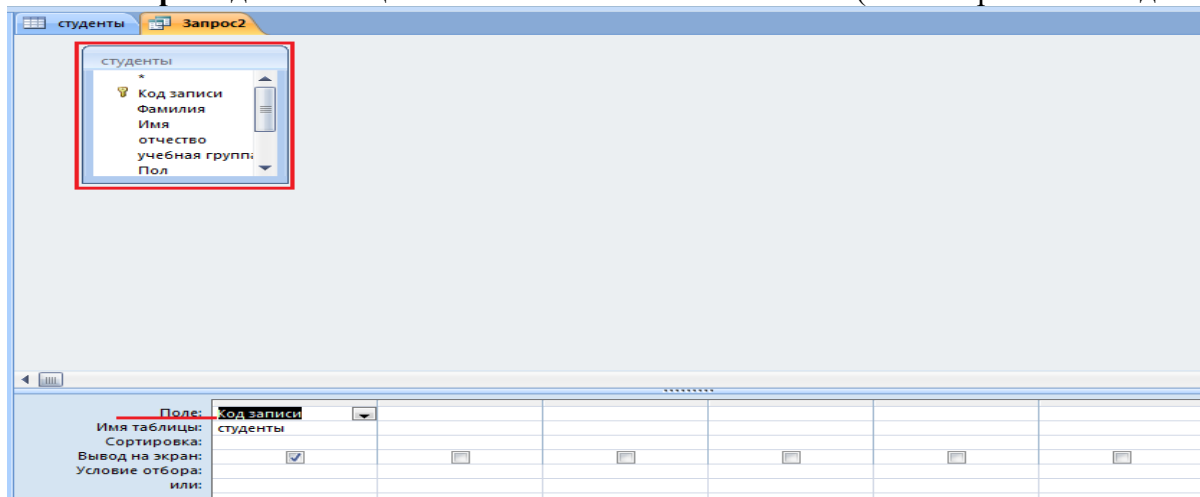 студенты Запрос2
студенты
*
Код записи
Фамилия
Имя
отчество
учебная групп
Пол
Поле: Код записи
Имя таблицы: студенты
Сортировка:
Вывод на экран:
Условие отбора:
или: